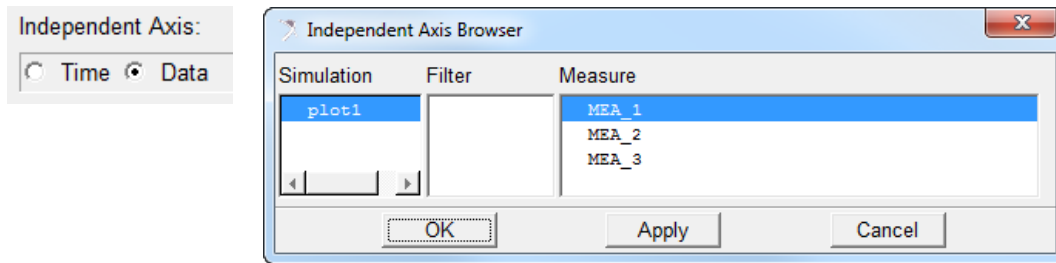 Independent Axis:
Time Data
Independent Axis Browser
Simulation Filter Measure
plot1
MEA_1
MEA_2
MEA_3
OK Apply Cancel